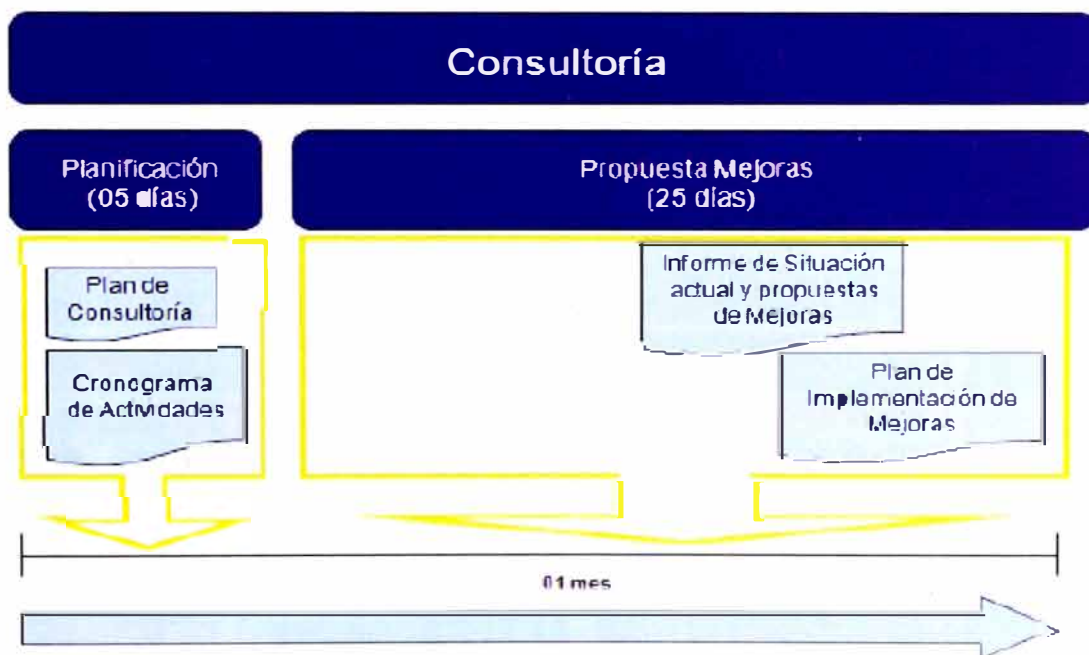 Consultoría
Planificación
(05 días)
Propuesta Mejoras
(25 días)
Plan de
Consultoría
Cronograma
de Actividades
Informe de Situación
actual y propuestas
de Mejoras
Plan de
Implementación de
Mejoras
01 mes